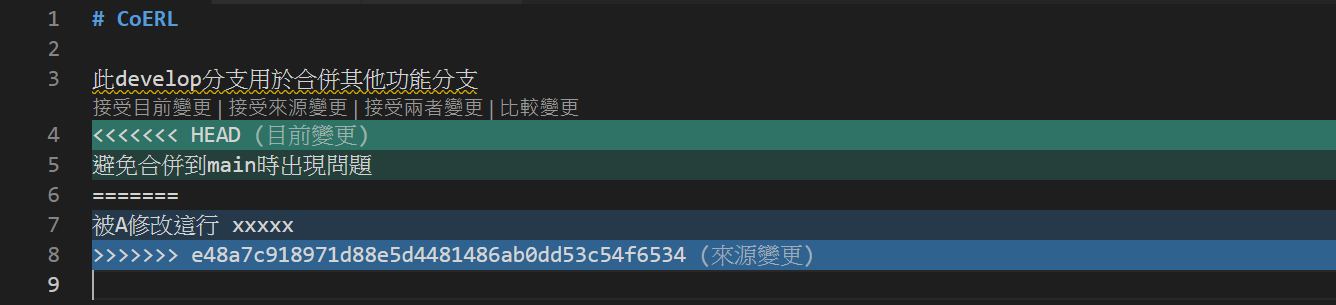 1 # CoERL
2
3 此develop分支用於合併其他功能分支
接受目前變更 | 接受來源變更 | 接受兩者變更 | 比較變更
4 <<<<<<< HEAD (目前變更)
5 避免合併到main時出現問題
6 =======
7 被A修改這行 xxxxx
8 >>>>>>> e48a7c918971d88e5d4481486ab0dd53c54f6534 (來源變更)
9